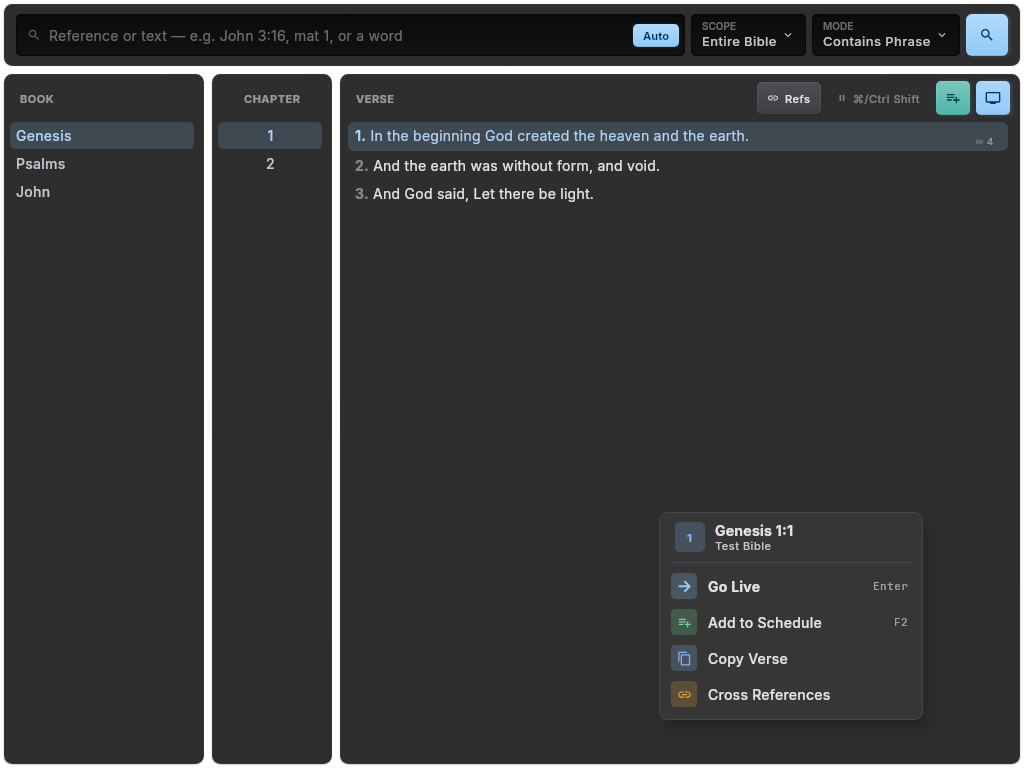 Reference or text — e.g. John 3:16, mat 1, or a word
Auto
SCOPE
Entire Bible
MODE
Contains Phrase
BOOK
Genesis
Psalms
John
CHAPTER
1
2
VERSE
Refs
⌘/Ctrl Shift
1. In the beginning God created the heaven and the earth.
4
2. And the earth was without form, and void.
3. And God said, Let there be light.
1
Genesis 1:1
Test Bible
Go Live Enter
Add to Schedule F2
Copy Verse
Cross References